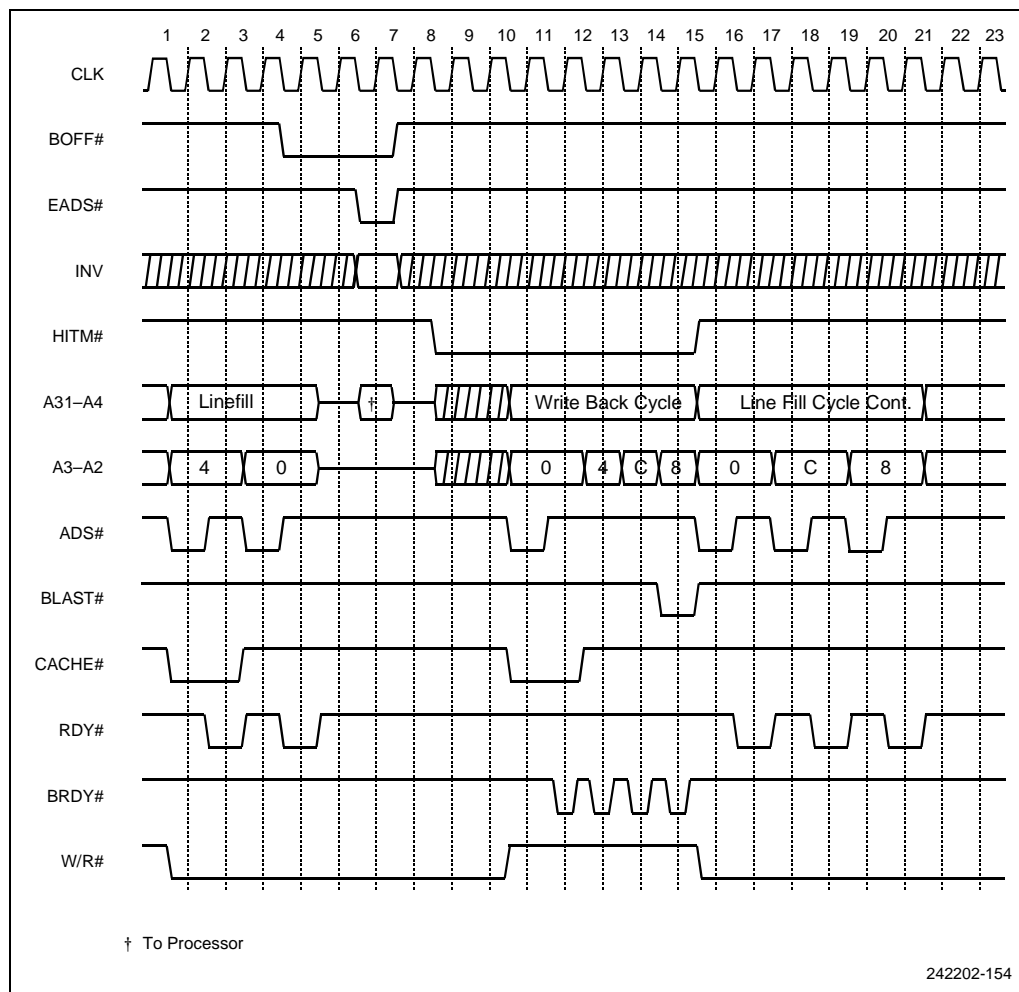 1 2 3 4 5 6 7 8 9 10 11 12 13 14 15 16 17 18 19 20 21 22 23
CLK
BOFF#
EADS#
INV
HITM#
A31–A4 Linefill † Write Back Cycle Line Fill Cycle Cont.
A3–A2 4 0 0 4 C 8 0 C 8
ADS#
BLAST#
CACHE#
RDY#
BRDY#
W/R#
† To Processor
242202-154